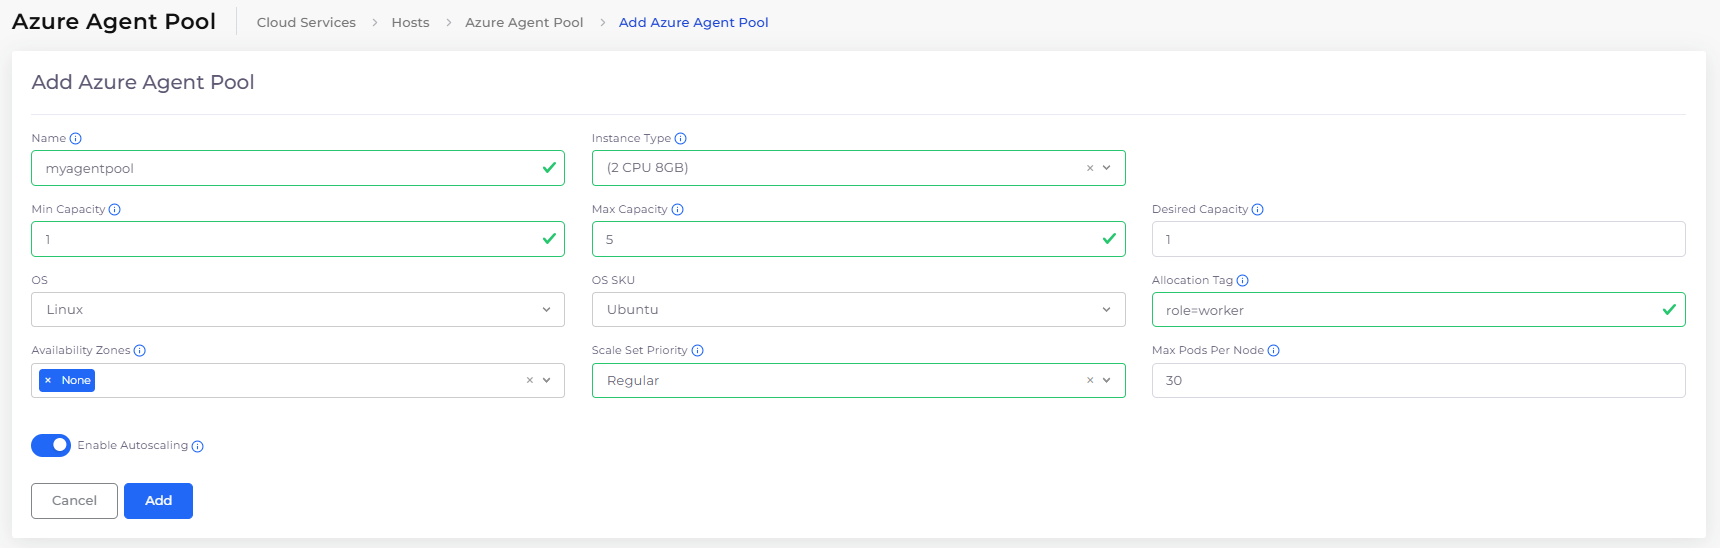 Azure Agent Pool
Cloud Services > Hosts > Azure Agent Pool > Add Azure Agent Pool
Add Azure Agent Pool
Name
Instance Type
myagentpool
(2 CPU 8GB)
Min Capacity
Max Capacity
Desired Capacity
1
5
1
OS
OS SKU
Allocation Tag
Linux
Ubuntu
role=worker
Availability Zones
Scale Set Priority
Max Pods Per Node
× None
Regular
30
Enable Autoscaling
Cancel
Add